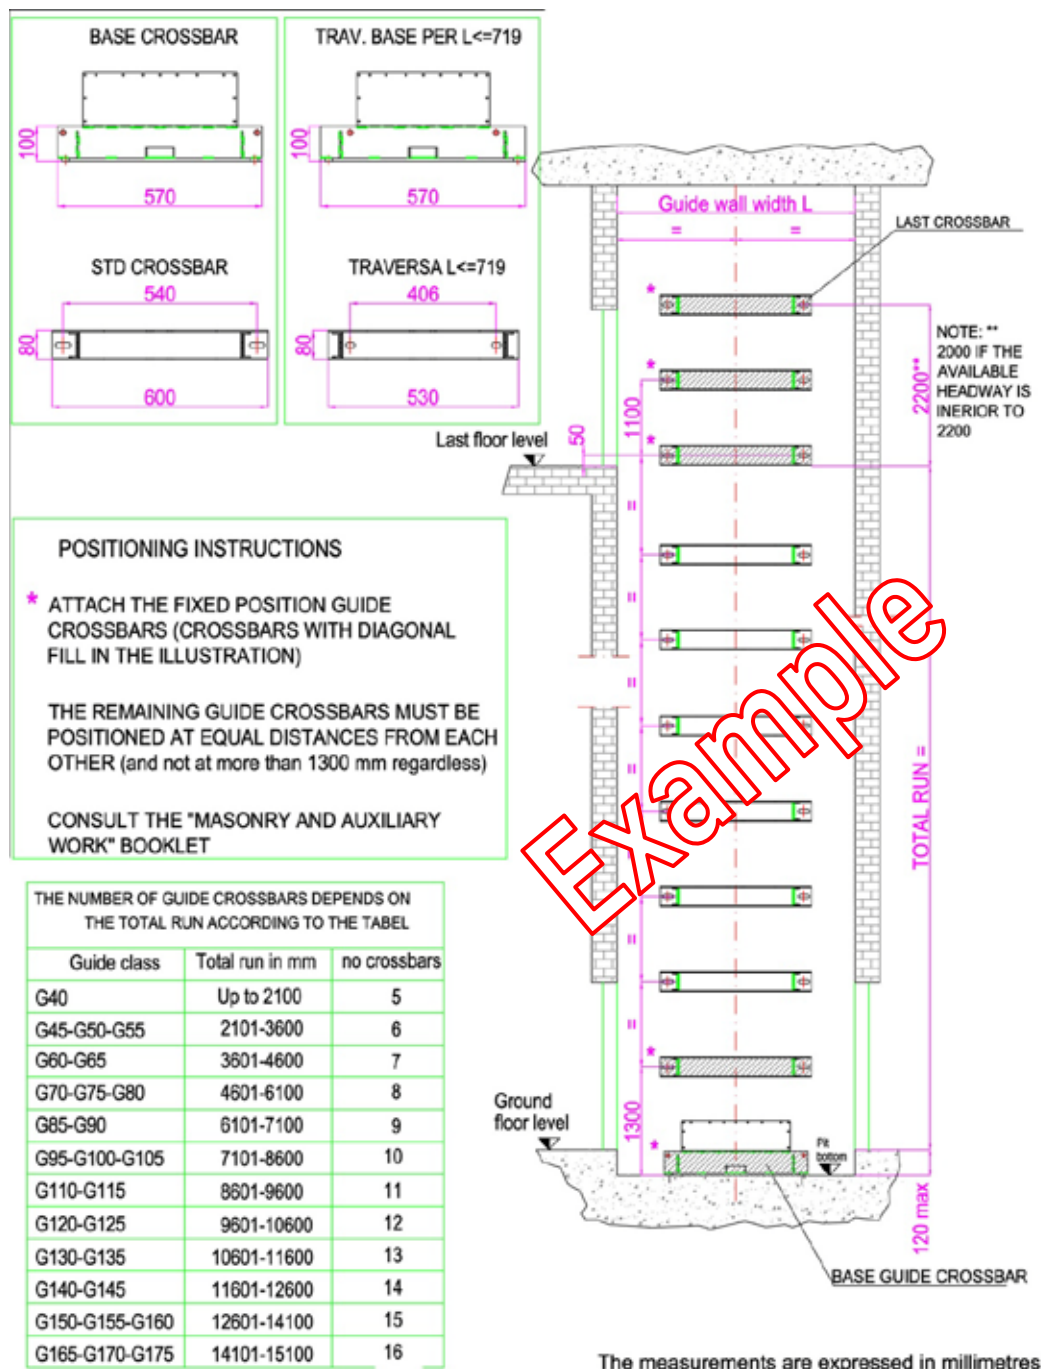 BASE CROSSBAR
100
570
TRAV. BASE PER L<=719
100
570
STD CROSSBAR
540
80
600
TRAVERSA L<=719
406
80
530
Guide wall width L
= =
LAST CROSSBAR
*
*
*
NOTE: **
2000 IF THE
AVAILABLE
HEADWAY IS
INERIOR TO
2200
2200**
1100
50
Last floor level
=
=
=
=
=
=
=
TOTAL RUN =
Example
*
1300
Ground
floor level
*
Pit
bottom
120 max
BASE GUIDE CROSSBAR
POSITIONING INSTRUCTIONS
* ATTACH THE FIXED POSITION GUIDE
CROSSBARS (CROSSBARS WITH DIAGONAL
FILL IN THE ILLUSTRATION)
THE REMAINING GUIDE CROSSBARS MUST BE
POSITIONED AT EQUAL DISTANCES FROM EACH
OTHER (and not at more than 1300 mm regardless)
CONSULT THE "MASONRY AND AUXILIARY
WORK" BOOKLET
THE NUMBER OF GUIDE CROSSBARS DEPENDS ON
THE TOTAL RUN ACCORDING TO THE TABEL
Guide class Total run in mm no crossbars
G40 Up to 2100 5
G45-G50-G55 2101-3600 6
G60-G65 3601-4600 7
G70-G75-G80 4601-6100 8
G85-G90 6101-7100 9
G95-G100-G105 7101-8600 10
G110-G115 8601-9600 11
G120-G125 9601-10600 12
G130-G135 10601-11600 13
G140-G145 11601-12600 14
G150-G155-G160 12601-14100 15
G165-G170-G175 14101-15100 16
The measurements are expressed in millimetres